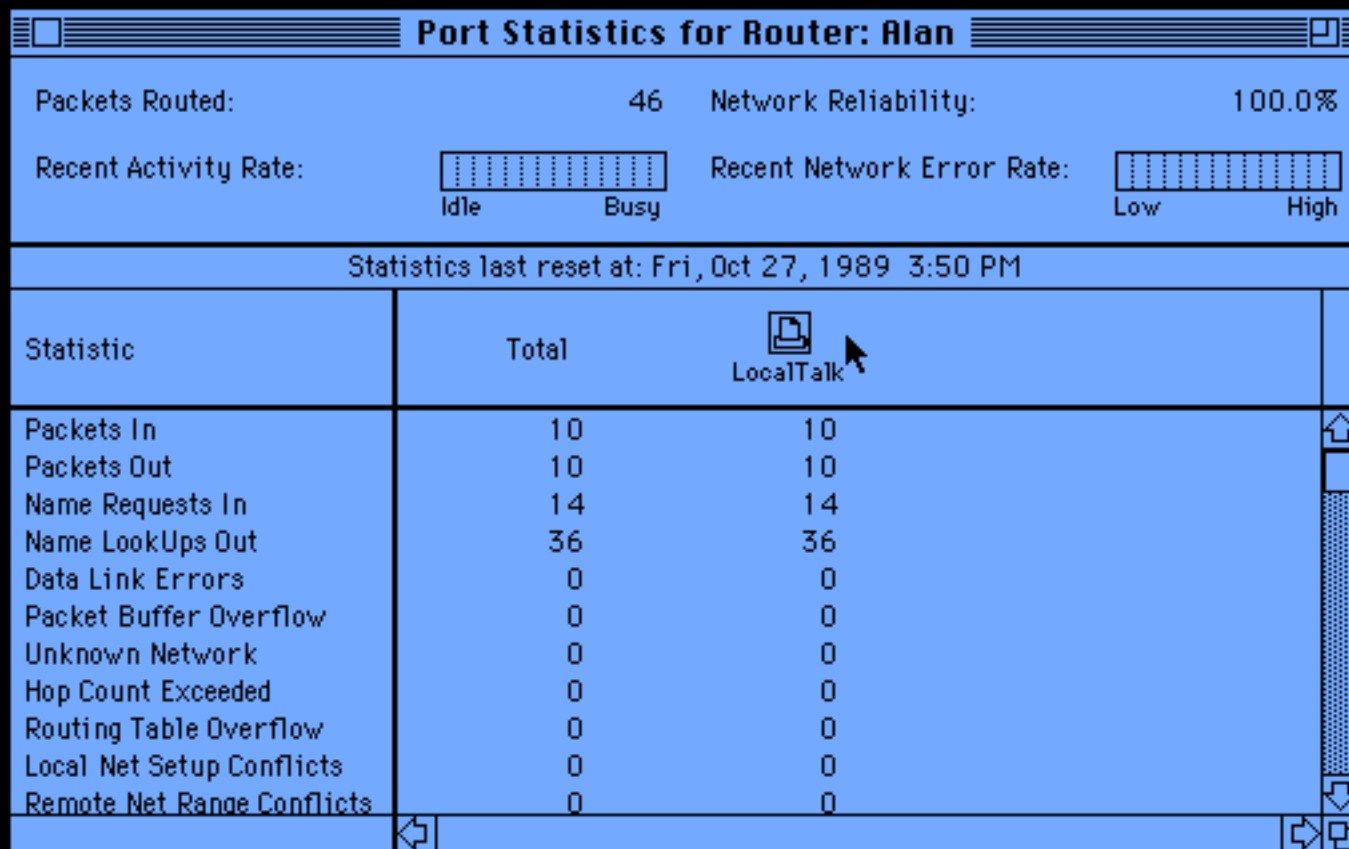 Port Statistics for Router: Alan
Packets Routed: 46 Network Reliability: 100.0%
Recent Activity Rate: Recent Network Error Rate:
Idle Busy Low High
Statistics last reset at: Fri, Oct 27, 1989 3:50 PM
Statistic Total
LocalTalk
Packets In 10 10
Packets Out 10 10
Name Requests In 14 14
Name LookUps Out 36 36
Data Link Errors 0 0
Packet Buffer Overflow 0 0
Unknown Network 0 0
Hop Count Exceeded 0 0
Routing Table Overflow 0 0
Local Net Setup Conflicts 0 0
Remote Net Range Conflicts 0 0